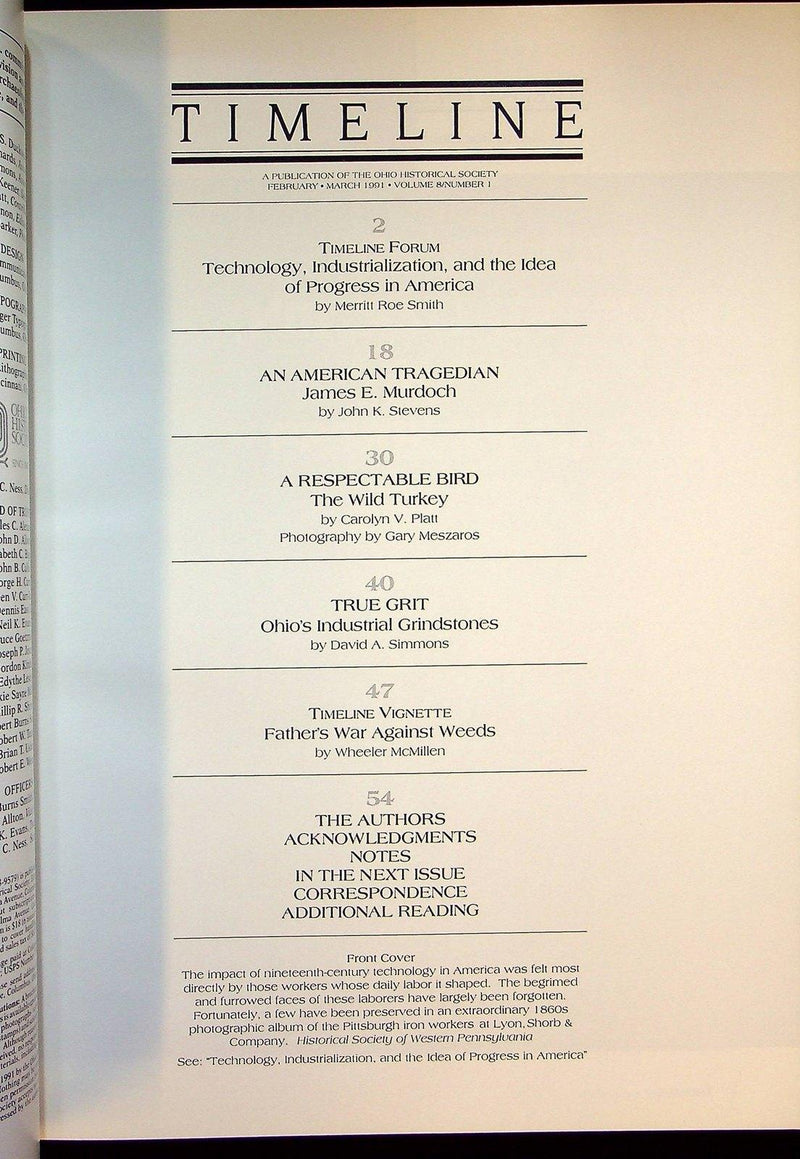 TIMELINE
A PUBLICATION OF THE OHIO HISTORICAL SOCIETY
FEBRUARY • MARCH 1991 • VOLUME 8/NUMBER 1
2
TIMELINE FORUM
Technology, Industrialization, and the Idea
of Progress in America
by Merritt Roe Smith
18
AN AMERICAN TRAGEDIAN
James E. Murdoch
by John K. Stevens
30
A RESPECTABLE BIRD
The Wild Turkey
by Carolyn V. Platt
Photography by Gary Meszaros
40
TRUE GRIT
Ohio's Industrial Grindstones
by David A. Simmons
47
TIMELINE VIGNETTE
Father's War Against Weeds
by Wheeler McMillen
54
THE AUTHORS
ACKNOWLEDGMENTS
NOTES
IN THE NEXT ISSUE
CORRESPONDENCE
ADDITIONAL READING
Front Cover
The impact of nineteenth-century technology in America was felt most
directly by those workers whose daily labor it shaped. The begrimed
and furrowed faces of these laborers have largely been forgotten.
Fortunately, a few have been preserved in an extraordinary 1860s
photographic album of the Pittsburgh iron workers at Lyon, Shorb &
Company. Historical Society of Western Pennsylvania
See: "Technology, Industrialization, and the Idea of Progress in America"